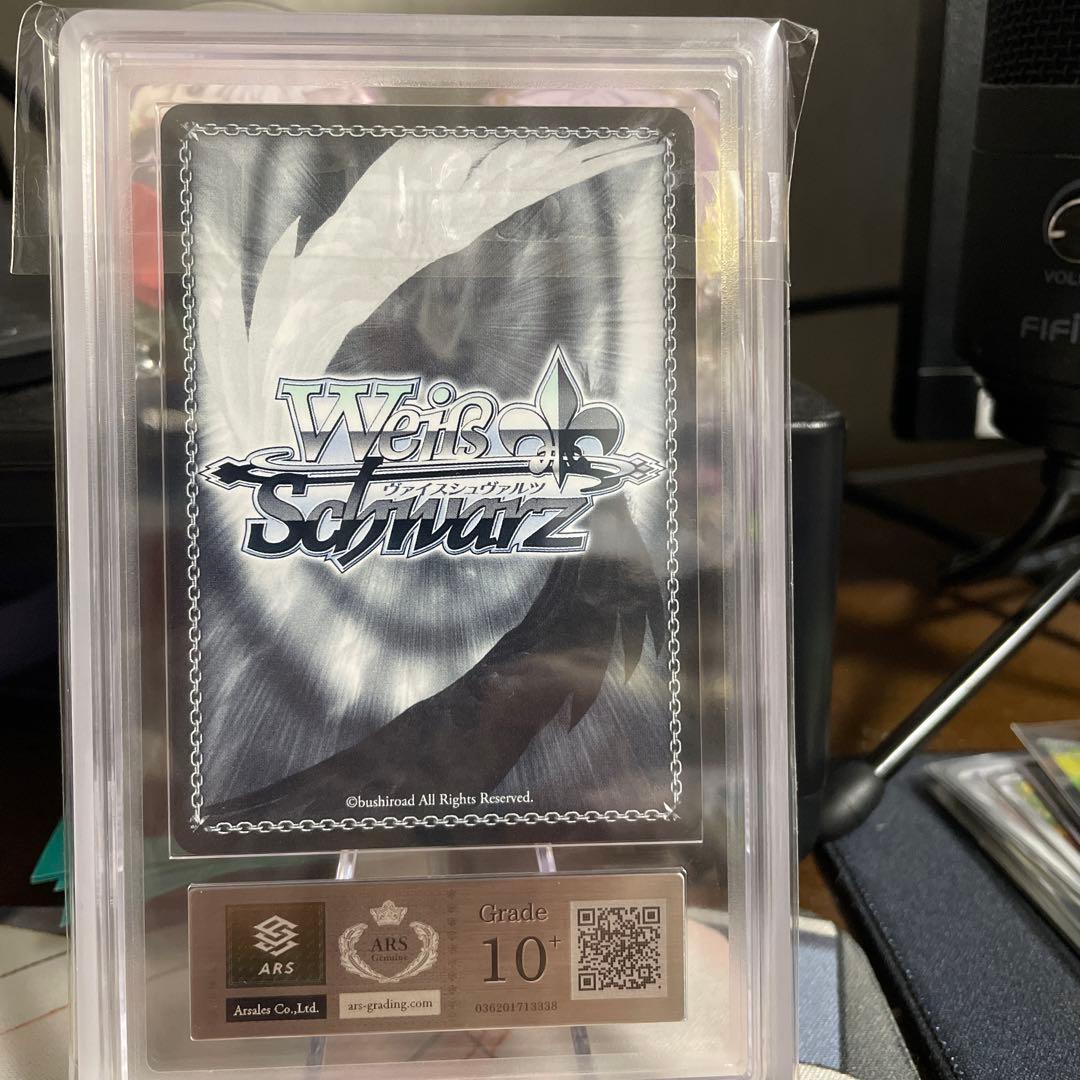 Weiß
ヴァイスシュヴァルツ
Schwarz
©bushiroad All Rights Reserved.
ARS
Arsales Co.,Ltd.
ARS
Genuine
ars-grading.com
Grade
10+
036201713338
VOL
FIFI